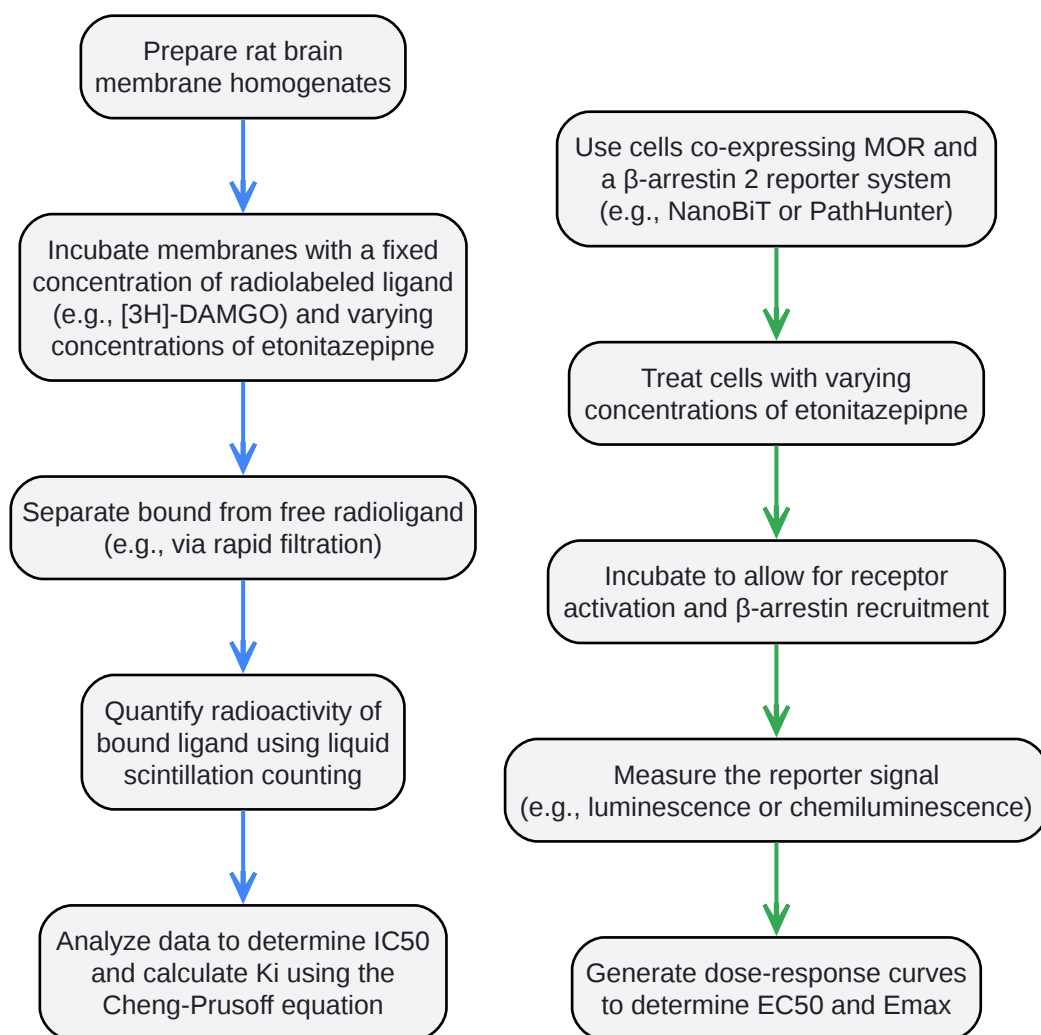 Prepare rat brain
membrane homogenates
Incubate membranes with a fixed
concentration of radiolabeled ligand
(e.g., [3H]-DAMGO) and varying
concentrations of etonitazepipne
Separate bound from free radioligand
(e.g., via rapid filtration)
Quantify radioactivity of
bound ligand using liquid
scintillation counting
Analyze data to determine IC50
and calculate Ki using the
Cheng-Prusoff equation
Use cells co-expressing MOR and
a β-arrestin 2 reporter system
(e.g., NanoBiT or PathHunter)
Treat cells with varying
concentrations of etonitazepipne
Incubate to allow for receptor
activation and β-arrestin recruitment
Measure the reporter signal
(e.g., luminescence or chemiluminescence)
Generate dose-response curves
to determine EC50 and Emax